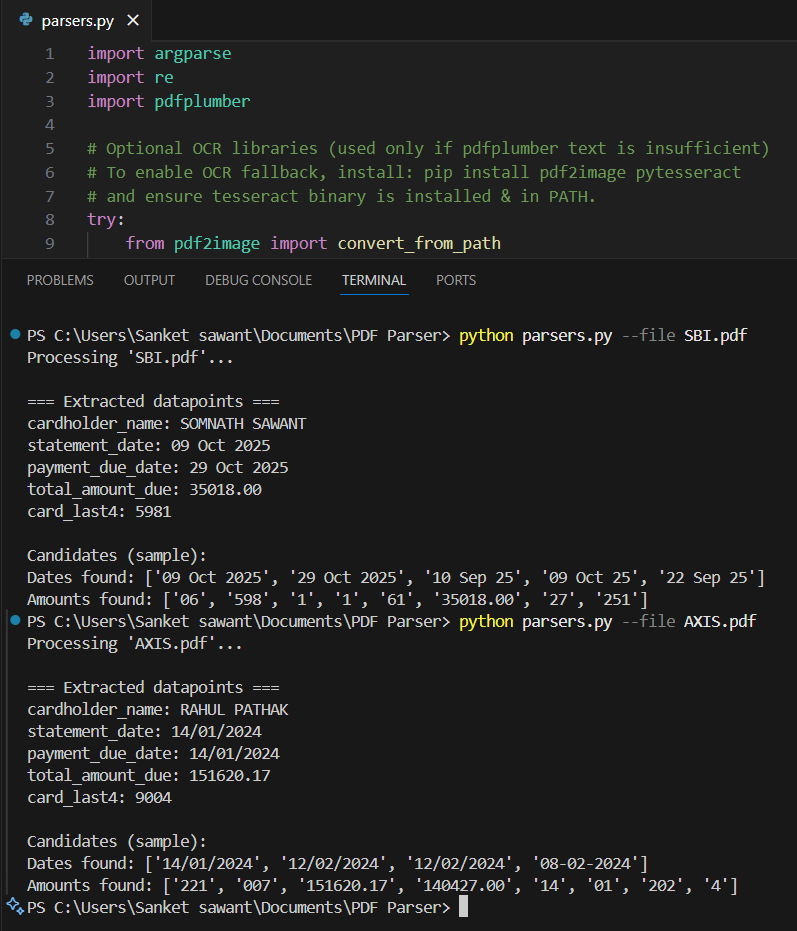 parsers.py ×
1 import argparse
2 import re
3 import pdfplumber
4
5 # Optional OCR libraries (used only if pdfplumber text is insufficient)
6 # To enable OCR fallback, install: pip install pdf2image pytesseract
7 # and ensure tesseract binary is installed & in PATH.
8 try:
9 from pdf2image import convert_from_path
PROBLEMS OUTPUT DEBUG CONSOLE TERMINAL PORTS
PS C:\Users\Sanket sawant\Documents\PDF Parser> python parsers.py --file SBI.pdf
Processing 'SBI.pdf'...
=== Extracted datapoints ===
cardholder_name: SOMNATH SAWANT
statement_date: 09 Oct 2025
payment_due_date: 29 Oct 2025
total_amount_due: 35018.00
card_last4: 5981
Candidates (sample):
Dates found: ['09 Oct 2025', '29 Oct 2025', '10 Sep 25', '09 Oct 25', '22 Sep 25']
Amounts found: ['06', '598', '1', '1', '61', '35018.00', '27', '251']
PS C:\Users\Sanket sawant\Documents\PDF Parser> python parsers.py --file AXIS.pdf
Processing 'AXIS.pdf'...
=== Extracted datapoints ===
cardholder_name: RAHUL PATHAK
statement_date: 14/01/2024
payment_due_date: 14/01/2024
total_amount_due: 151620.17
card_last4: 9004
Candidates (sample):
Dates found: ['14/01/2024', '12/02/2024', '12/02/2024', '08-02-2024']
Amounts found: ['221', '007', '151620.17', '140427.00', '14', '01', '202', '4']
PS C:\Users\Sanket sawant\Documents\PDF Parser>